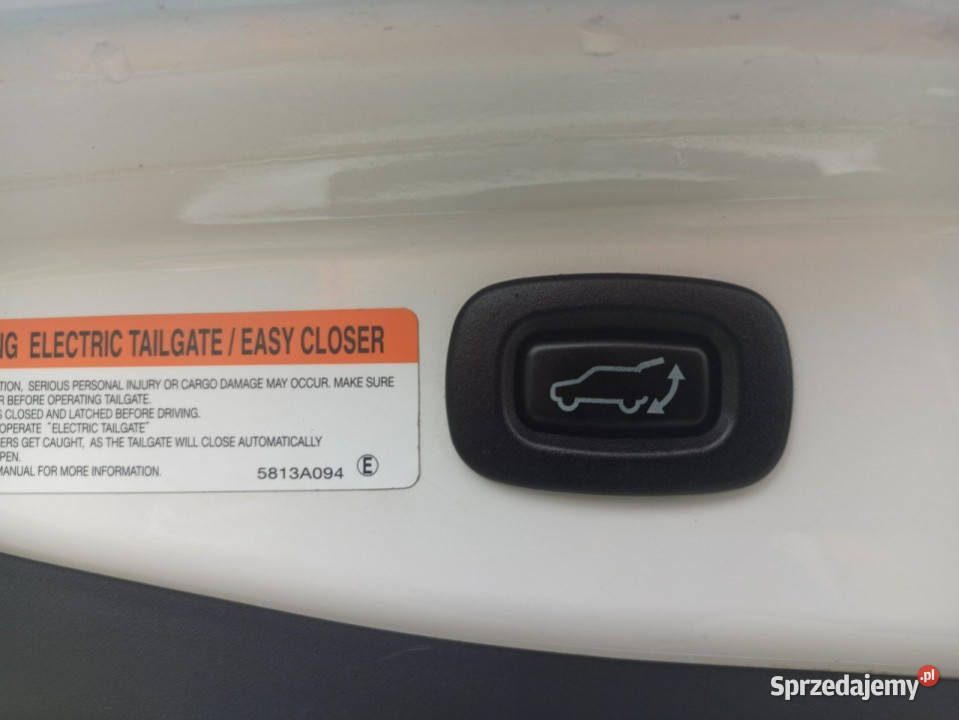 NG ELECTRIC TAILGATE / EASY CLOSER
TION, SERIOUS PERSONAL INJURY OR CARGO DAMAGE MAY OCCUR. MAKE SURE
R BEFORE OPERATING TAILGATE.
S CLOSED AND LATCHED BEFORE DRIVING.
OPERATE "ELECTRIC TAILGATE"
ERS GET CAUGHT, AS THE TAILGATE WILL CLOSE AUTOMATICALLY
PEN.
MANUAL FOR MORE INFORMATION.
5813A094 E
Sprzedajemy.pl